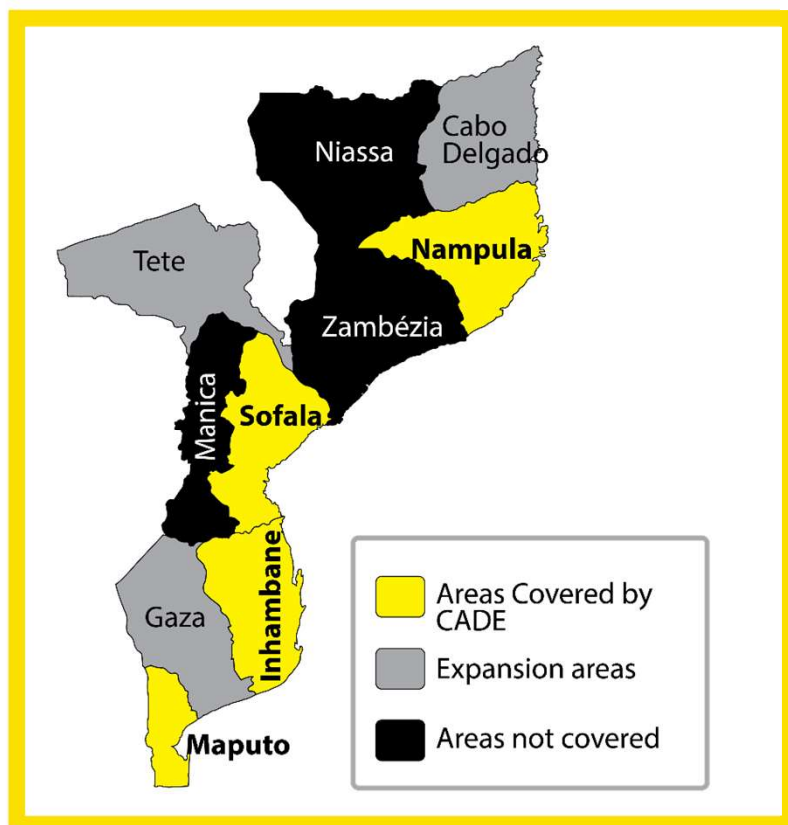 Niassa
Cabo
Delgado
Nampula
Tete
Zambézia
Manica
Sofala
Inhambane
Gaza
Maputo
Areas Covered by
CADE
Expansion areas
Areas not covered